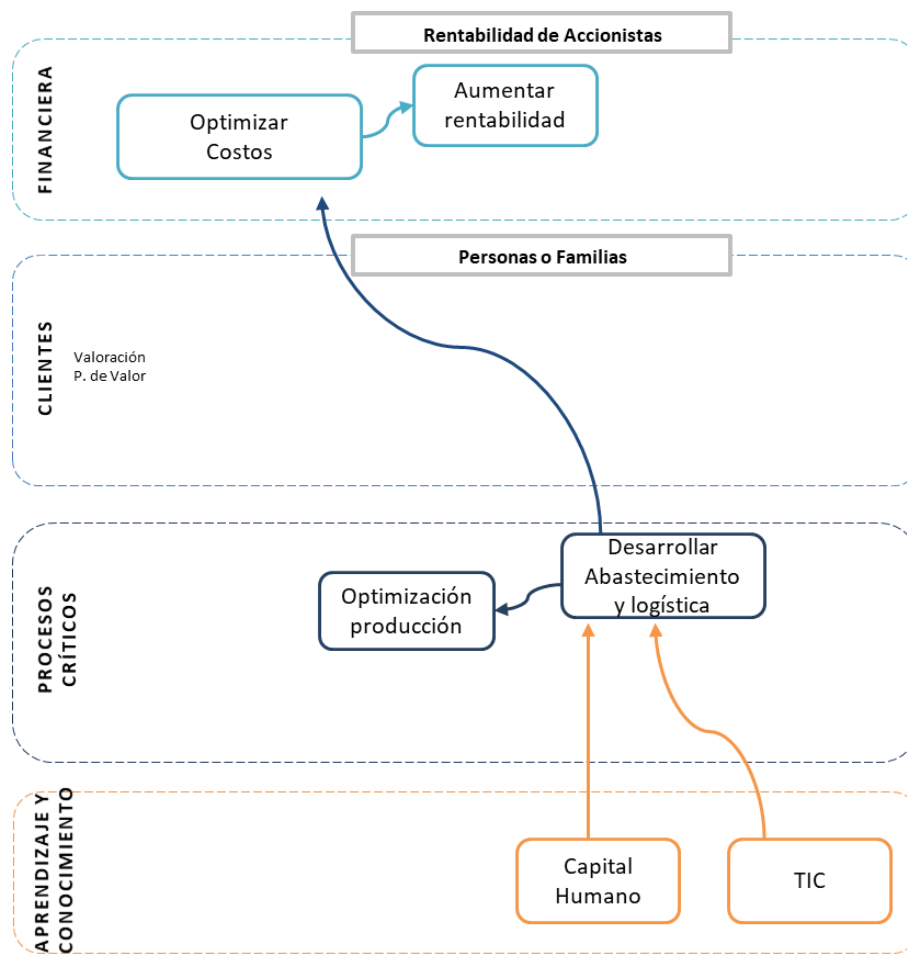 Rentabilidad de Accionistas
FINANCIERA
Optimizar
Costos
Aumentar
rentabilidad
Personas o Familias
CLIENTES
Valoración
P. de Valor
PROCESOS
CRÍTICOS
Optimización
producción
Desarrollar
Abastecimiento
y logística
APRENDIZAJE Y
CONOCIMIENTO
Capital
Humano
TIC